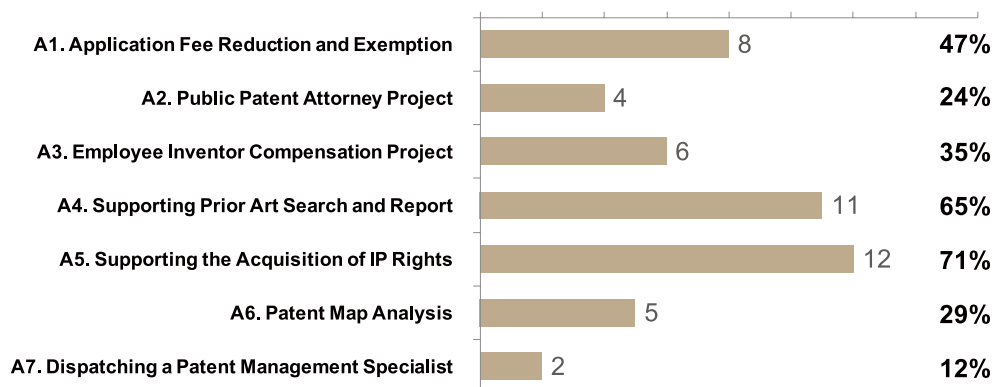 A1. Application Fee Reduction and Exemption 8 47%
A2. Public Patent Attorney Project 4 24%
A3. Employee Inventor Compensation Project 6 35%
A4. Supporting Prior Art Search and Report 11 65%
A5. Supporting the Acquisition of IP Rights 12 71%
A6. Patent Map Analysis 5 29%
A7. Dispatching a Patent Management Specialist 2 12%